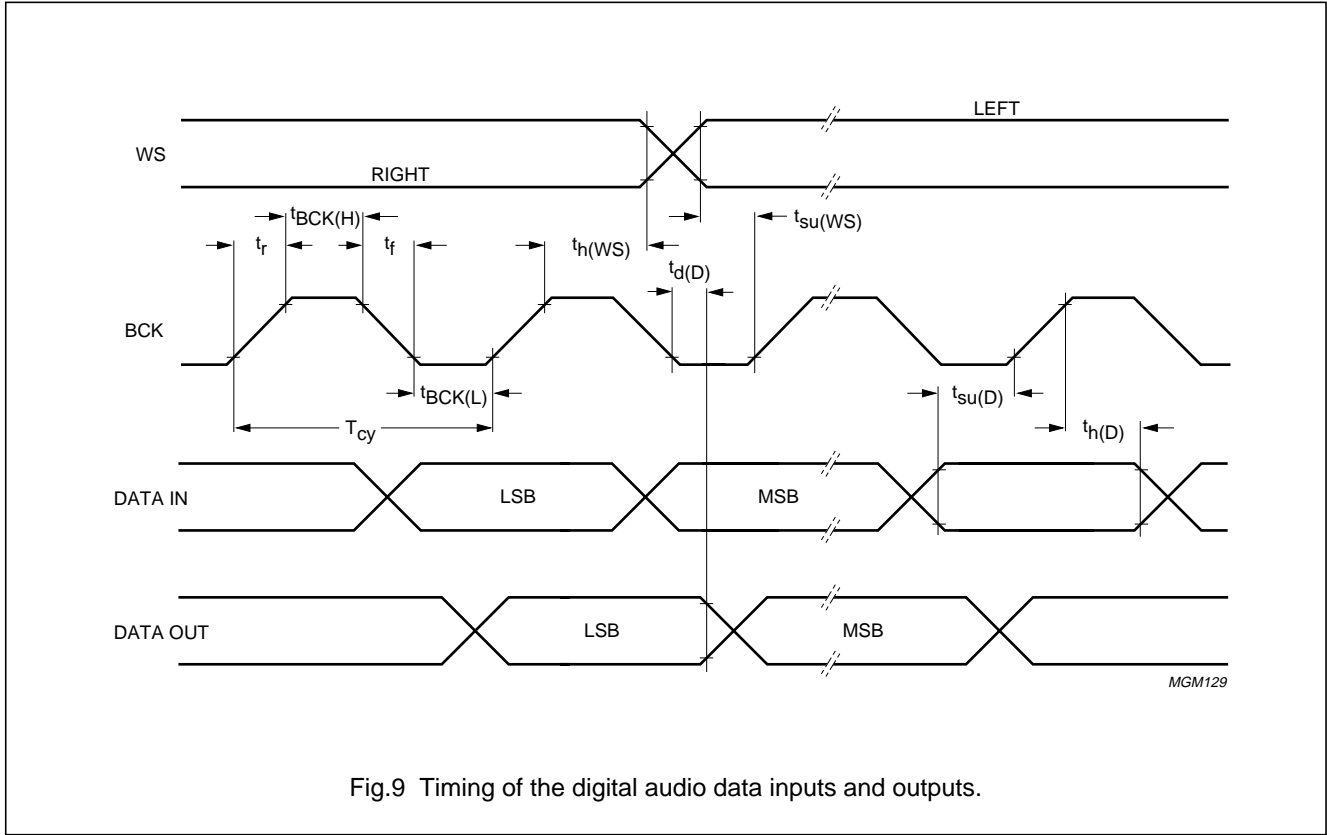 LEFT
WS
RIGHT
tBCK(H)
tsu(WS)
tr
tf
th(WS)
td(D)
BCK
tBCK(L)
tsu(D)
Tcy
th(D)
DATA IN
LSB
MSB
DATA OUT
LSB
MSB
MGM129
Fig.9 Timing of the digital audio data inputs and outputs.